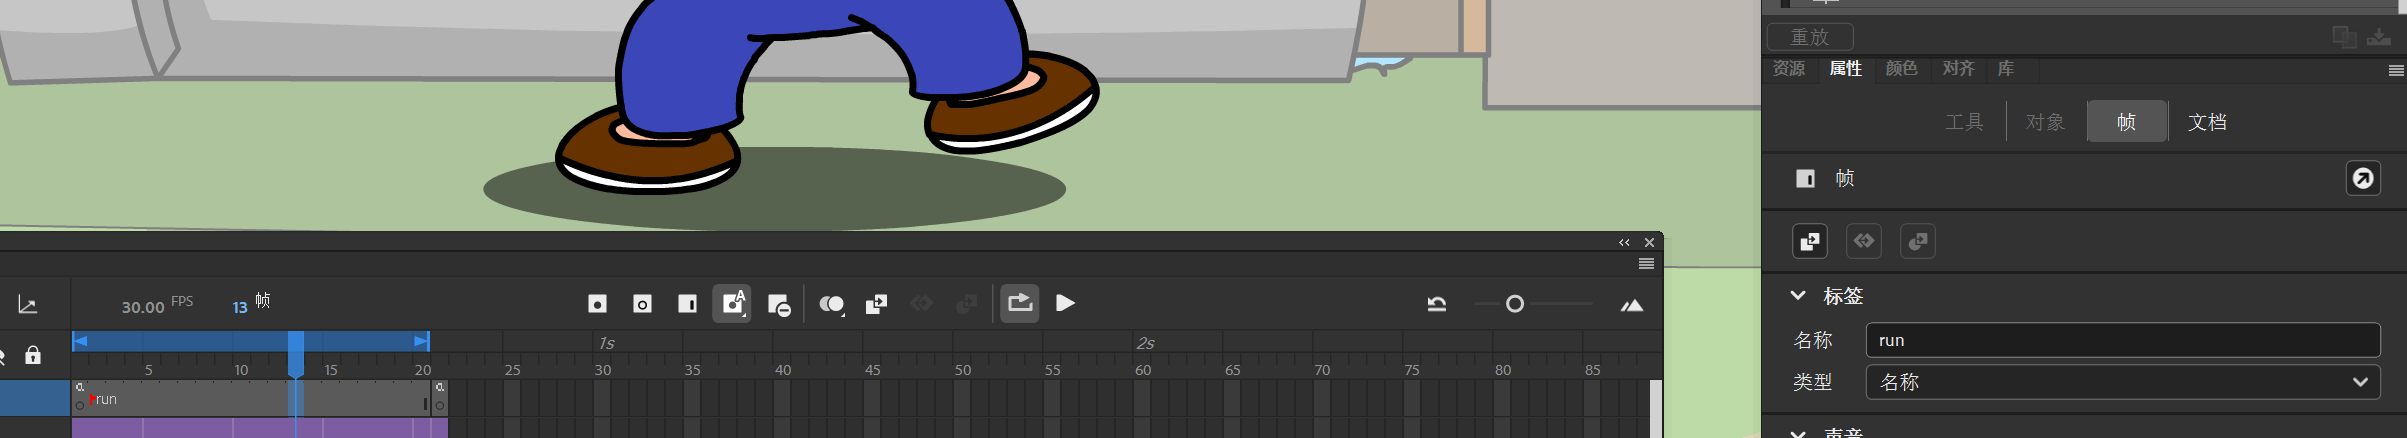 重放
资源 属性 颜色 对齐 库
工具 对象 帧 文档
帧
标签
名称 run
类型 名称
声音
30.00 FPS 13 帧
1s 2s
5 10 15 20 25 30 35 40 45 50 55 60 65 70 75 80 85
run